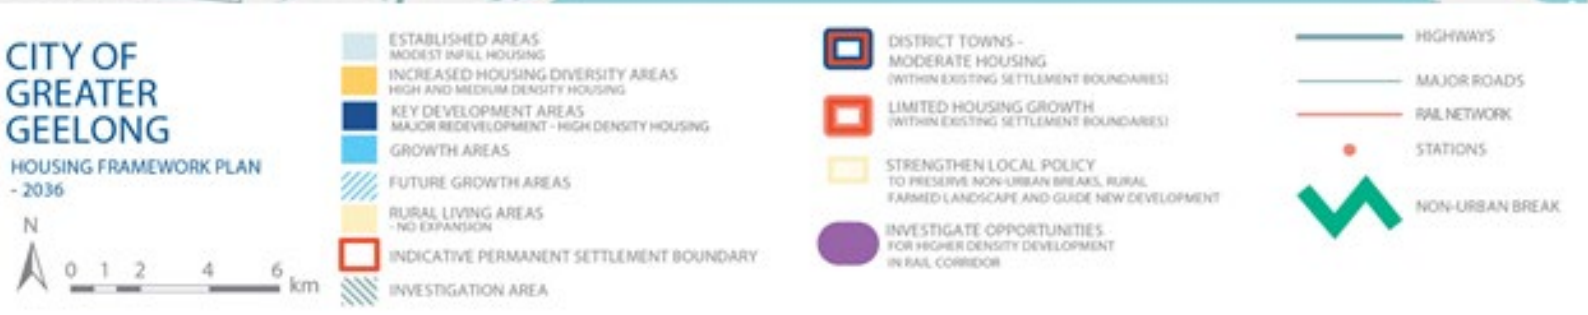 CITY OF
GREATER
GEELONG
HOUSING FRAMEWORK PLAN
- 2036
N
0 1 2 4 6 km
ESTABLISHED AREAS
MODEST INFILL HOUSING
INCREASED HOUSING DIVERSITY AREAS
HIGH AND MEDIUM DENSITY HOUSING
KEY DEVELOPMENT AREAS
MAJOR REDEVELOPMENT - HIGH DENSITY HOUSING
GROWTH AREAS
FUTURE GROWTH AREAS
RURAL LIVING AREAS
- NO EXPANSION
INDICATIVE PERMANENT SETTLEMENT BOUNDARY
INVESTIGATION AREA
DISTRICT TOWNS -
MODERATE HOUSING
(WITHIN EXISTING SETTLEMENT BOUNDARIES)
LIMITED HOUSING GROWTH
(WITHIN EXISTING SETTLEMENT BOUNDARIES)
STRENGTHEN LOCAL POLICY
TO PRESERVE NON-URBAN BREAKS, RURAL
FARMED LANDSCAPE AND GUIDE NEW DEVELOPMENT
INVESTIGATE OPPORTUNITIES
FOR HIGHER DENSITY DEVELOPMENT
IN RAIL CORRIDOR
HIGHWAYS
MAJOR ROADS
RAIL NETWORK
STATIONS
NON-URBAN BREAK